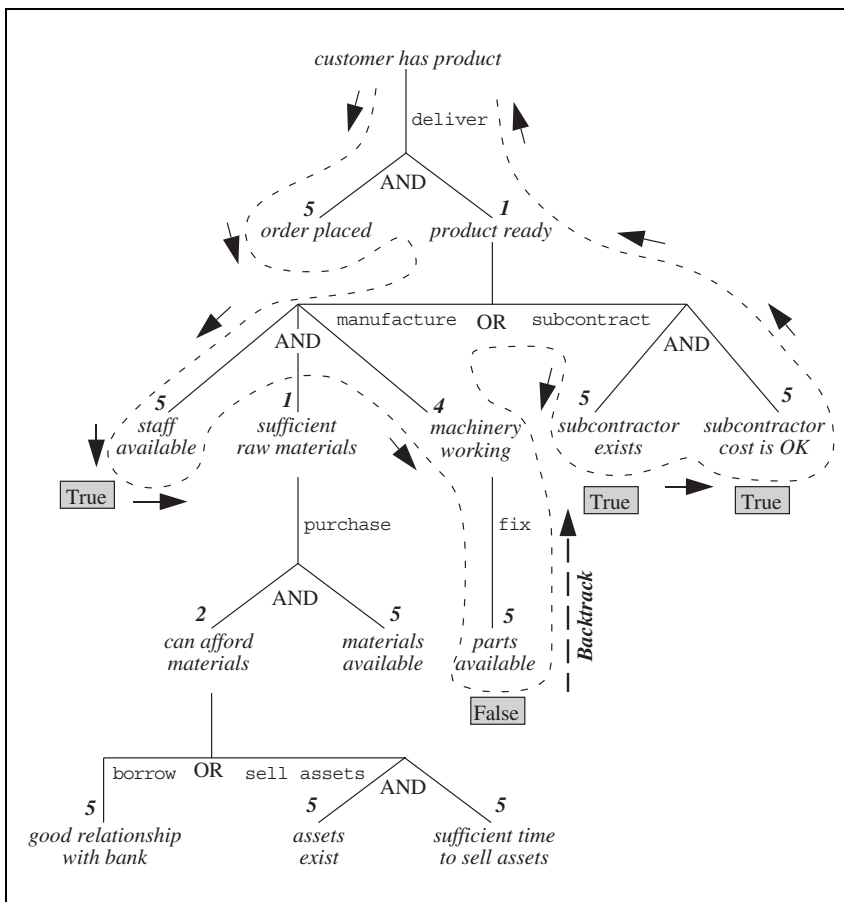 customer has product
deliver
AND
5 1
order placed product ready
manufacture OR subcontract
AND AND
5 1 4 5 5
staff sufficient machinery subcontractor subcontractor
available raw materials working exists cost is OK
True True True
purchase fix
AND
2 5 5
can afford materials parts
materials available available
Backtrack
False
borrow OR sell assets
AND
5 5 5
good relationship assets sufficient time
with bank exist to sell assets